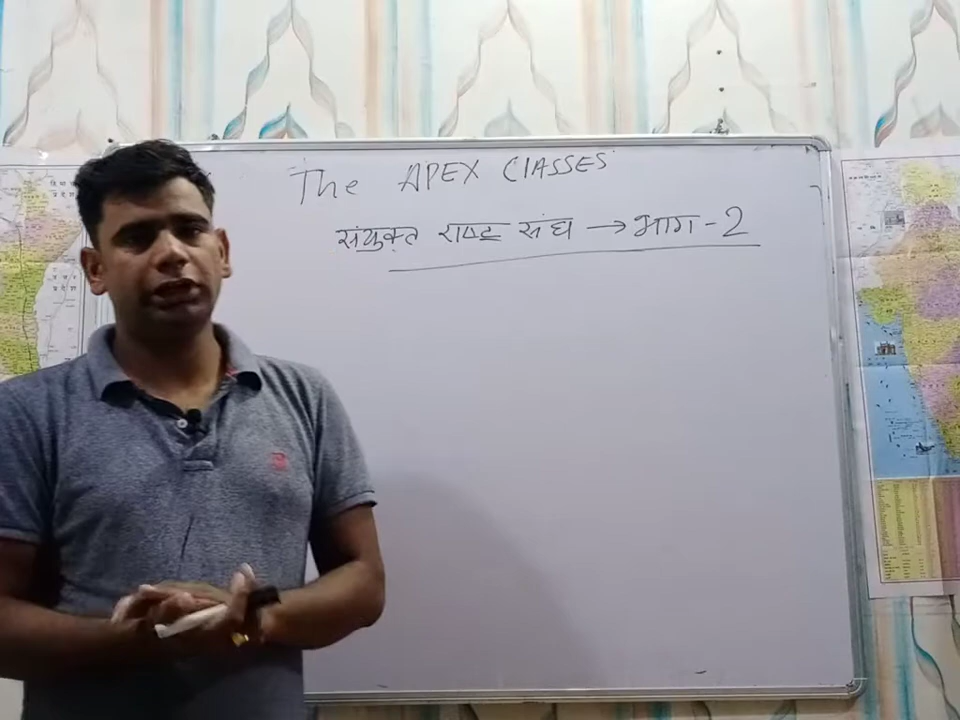 The APEX CLASSES
संयुक्त राष्ट्र संघ → भाग - 2